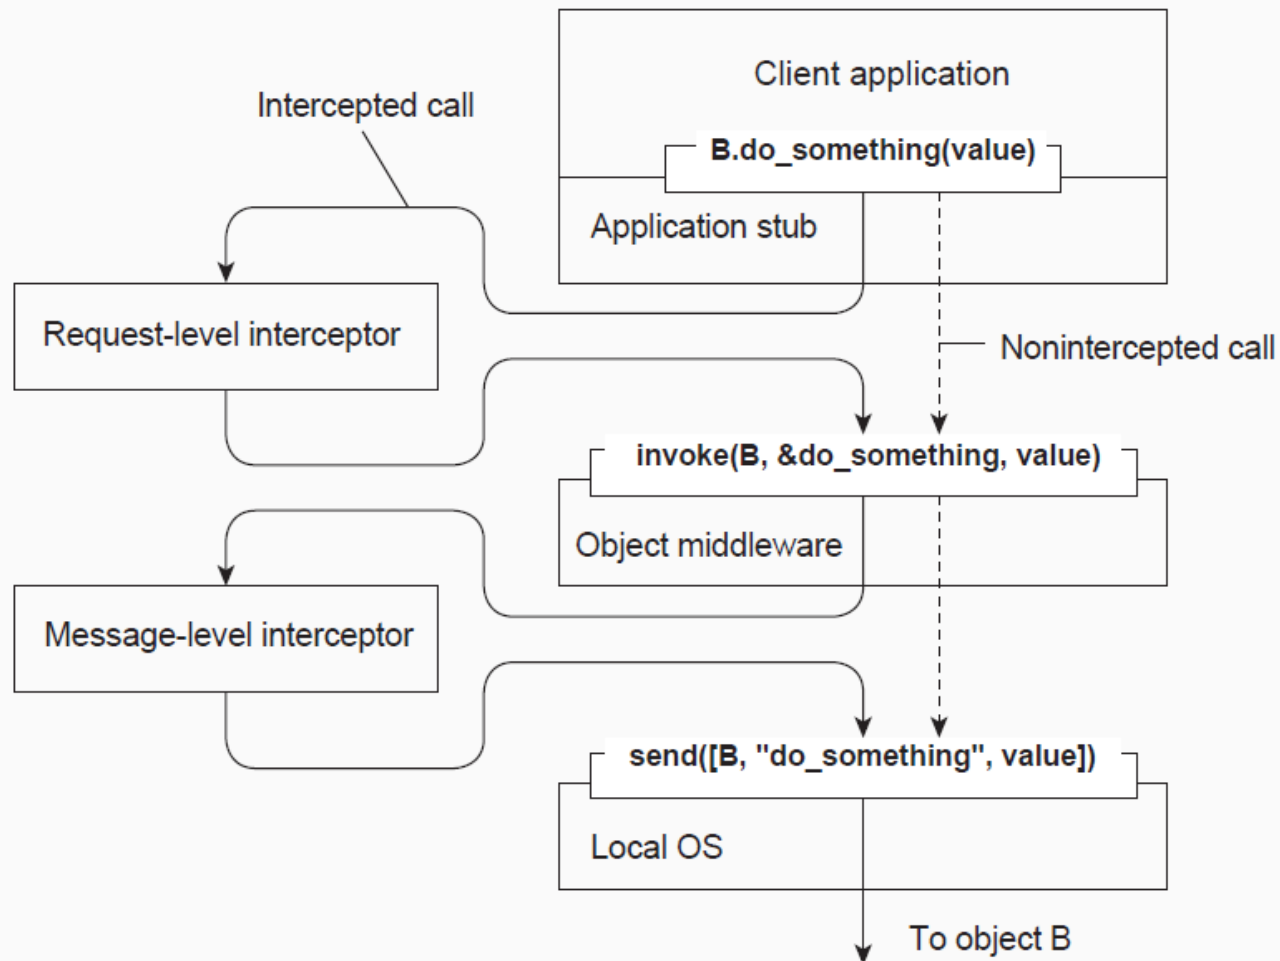 Client application
Intercepted call
B.do_something(value)
Application stub
Request-level interceptor
Nonintercepted call
invoke(B, &do_something, value)
Object middleware
Message-level interceptor
send([B, "do_something", value])
Local OS
To object B